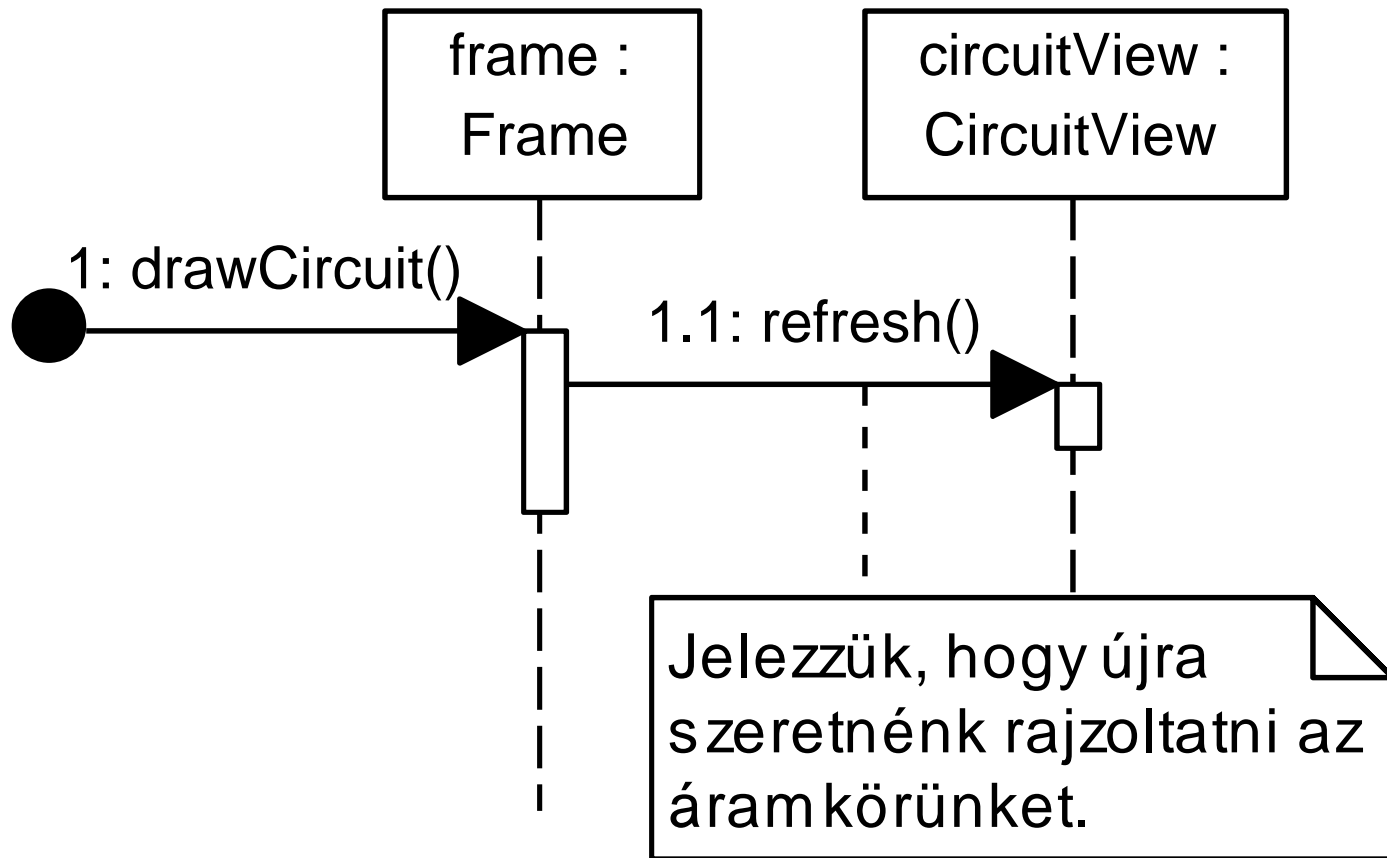 frame :
Frame
circuitView :
CircuitView
1: drawCircuit()
1.1: refresh()
Jelezzük, hogy újra
szeretnénk rajzoltatni az
áramkörünket.